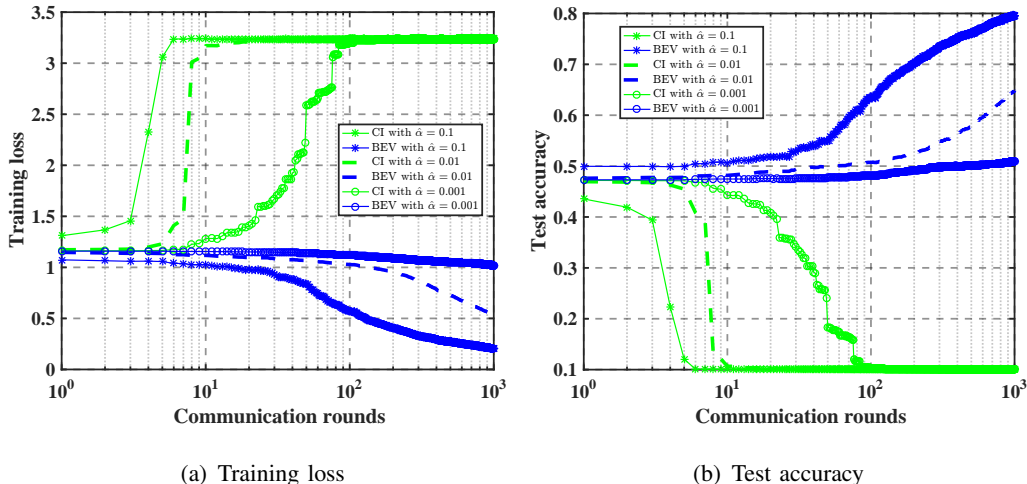 3.5
3
2.5
2
1.5
1
0.5
0
10^0
10^1
10^2
10^3
Training loss
Communication rounds
CI with α̂ = 0.1
BEV with α̂ = 0.1
CI with α̂ = 0.01
BEV with α̂ = 0.01
CI with α̂ = 0.001
BEV with α̂ = 0.001
(a) Training loss
0.8
0.7
0.6
0.5
0.4
0.3
0.2
0.1
10^0
10^1
10^2
10^3
Test accuracy
Communication rounds
CI with α̂ = 0.1
BEV with α̂ = 0.1
CI with α̂ = 0.01
BEV with α̂ = 0.01
CI with α̂ = 0.001
BEV with α̂ = 0.001
(b) Test accuracy